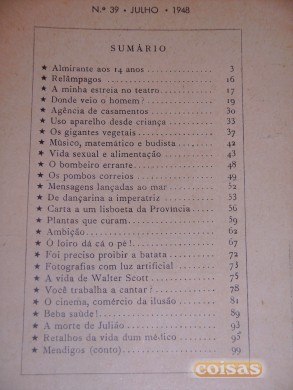 N.º 39 • JULHO • 1948
SUMÁRIO
★ Almirante aos 14 anos 3
★ Relâmpagos 16
★ A minha estreia no teatro 17
★ Donde veio o homem? 19
★ Agência de casamentos 30
★ Uso aparelho desde criança 33
★ Os gigantes vegetais 37
★ Músico, matemático e budista 42
★ Vida sexual e alimentação 43
★ O bombeiro errante 48
★ Os pombos correios 49
★ Mensagens lançadas ao mar 52
★ De dançarina a imperatriz 53
★ Carta a um lisboeta da Província 56
★ Plantas que curam 59
★ Ambição 62
★ Ó loiro dá cá o pé! 67
★ Foi preciso proibir a batata 72
★ Fotografias com luz artificial 73
★ A vida de Walter Scott 75
★ Você trabalha a cantar? 78
★ O cinema, comércio da ilusão 81
★ Beba saúde! 89
★ A morte de Julião 93
★ Retalhos da vida dum médico 95
★ Mendigos (conto) 99
coisas